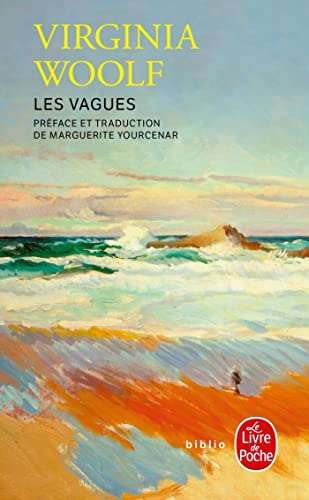 VIRGINIA
WOOLF
LES VAGUES
PRÉFACE ET TRADUCTION
DE MARGUERITE YOURCENAR
biblio
Le
Livre
de
Poche